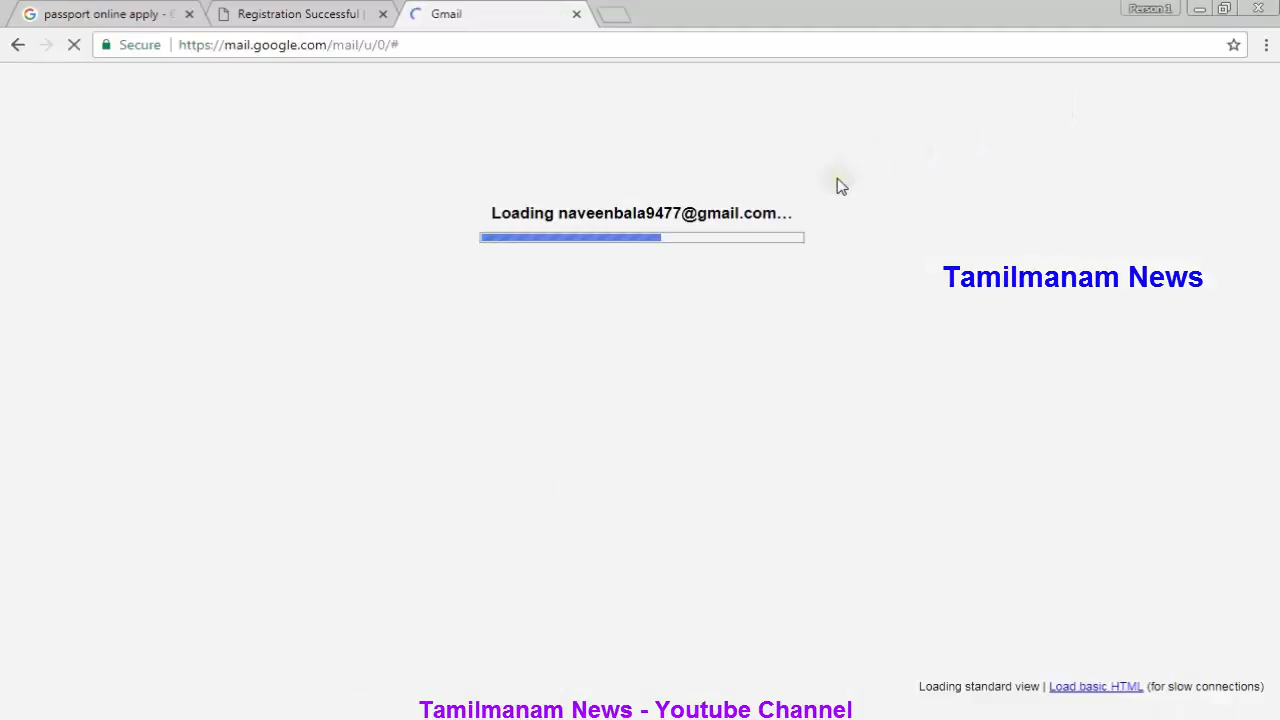 passport online apply -
Registration Successful |
Gmail
Person 1
Secure | https://mail.google.com/mail/u/0/#
Loading naveenbala9477@gmail.com...
Tamilmanam News
Loading standard view | Load basic HTML (for slow connections)
Tamilmanam News - Youtube Channel